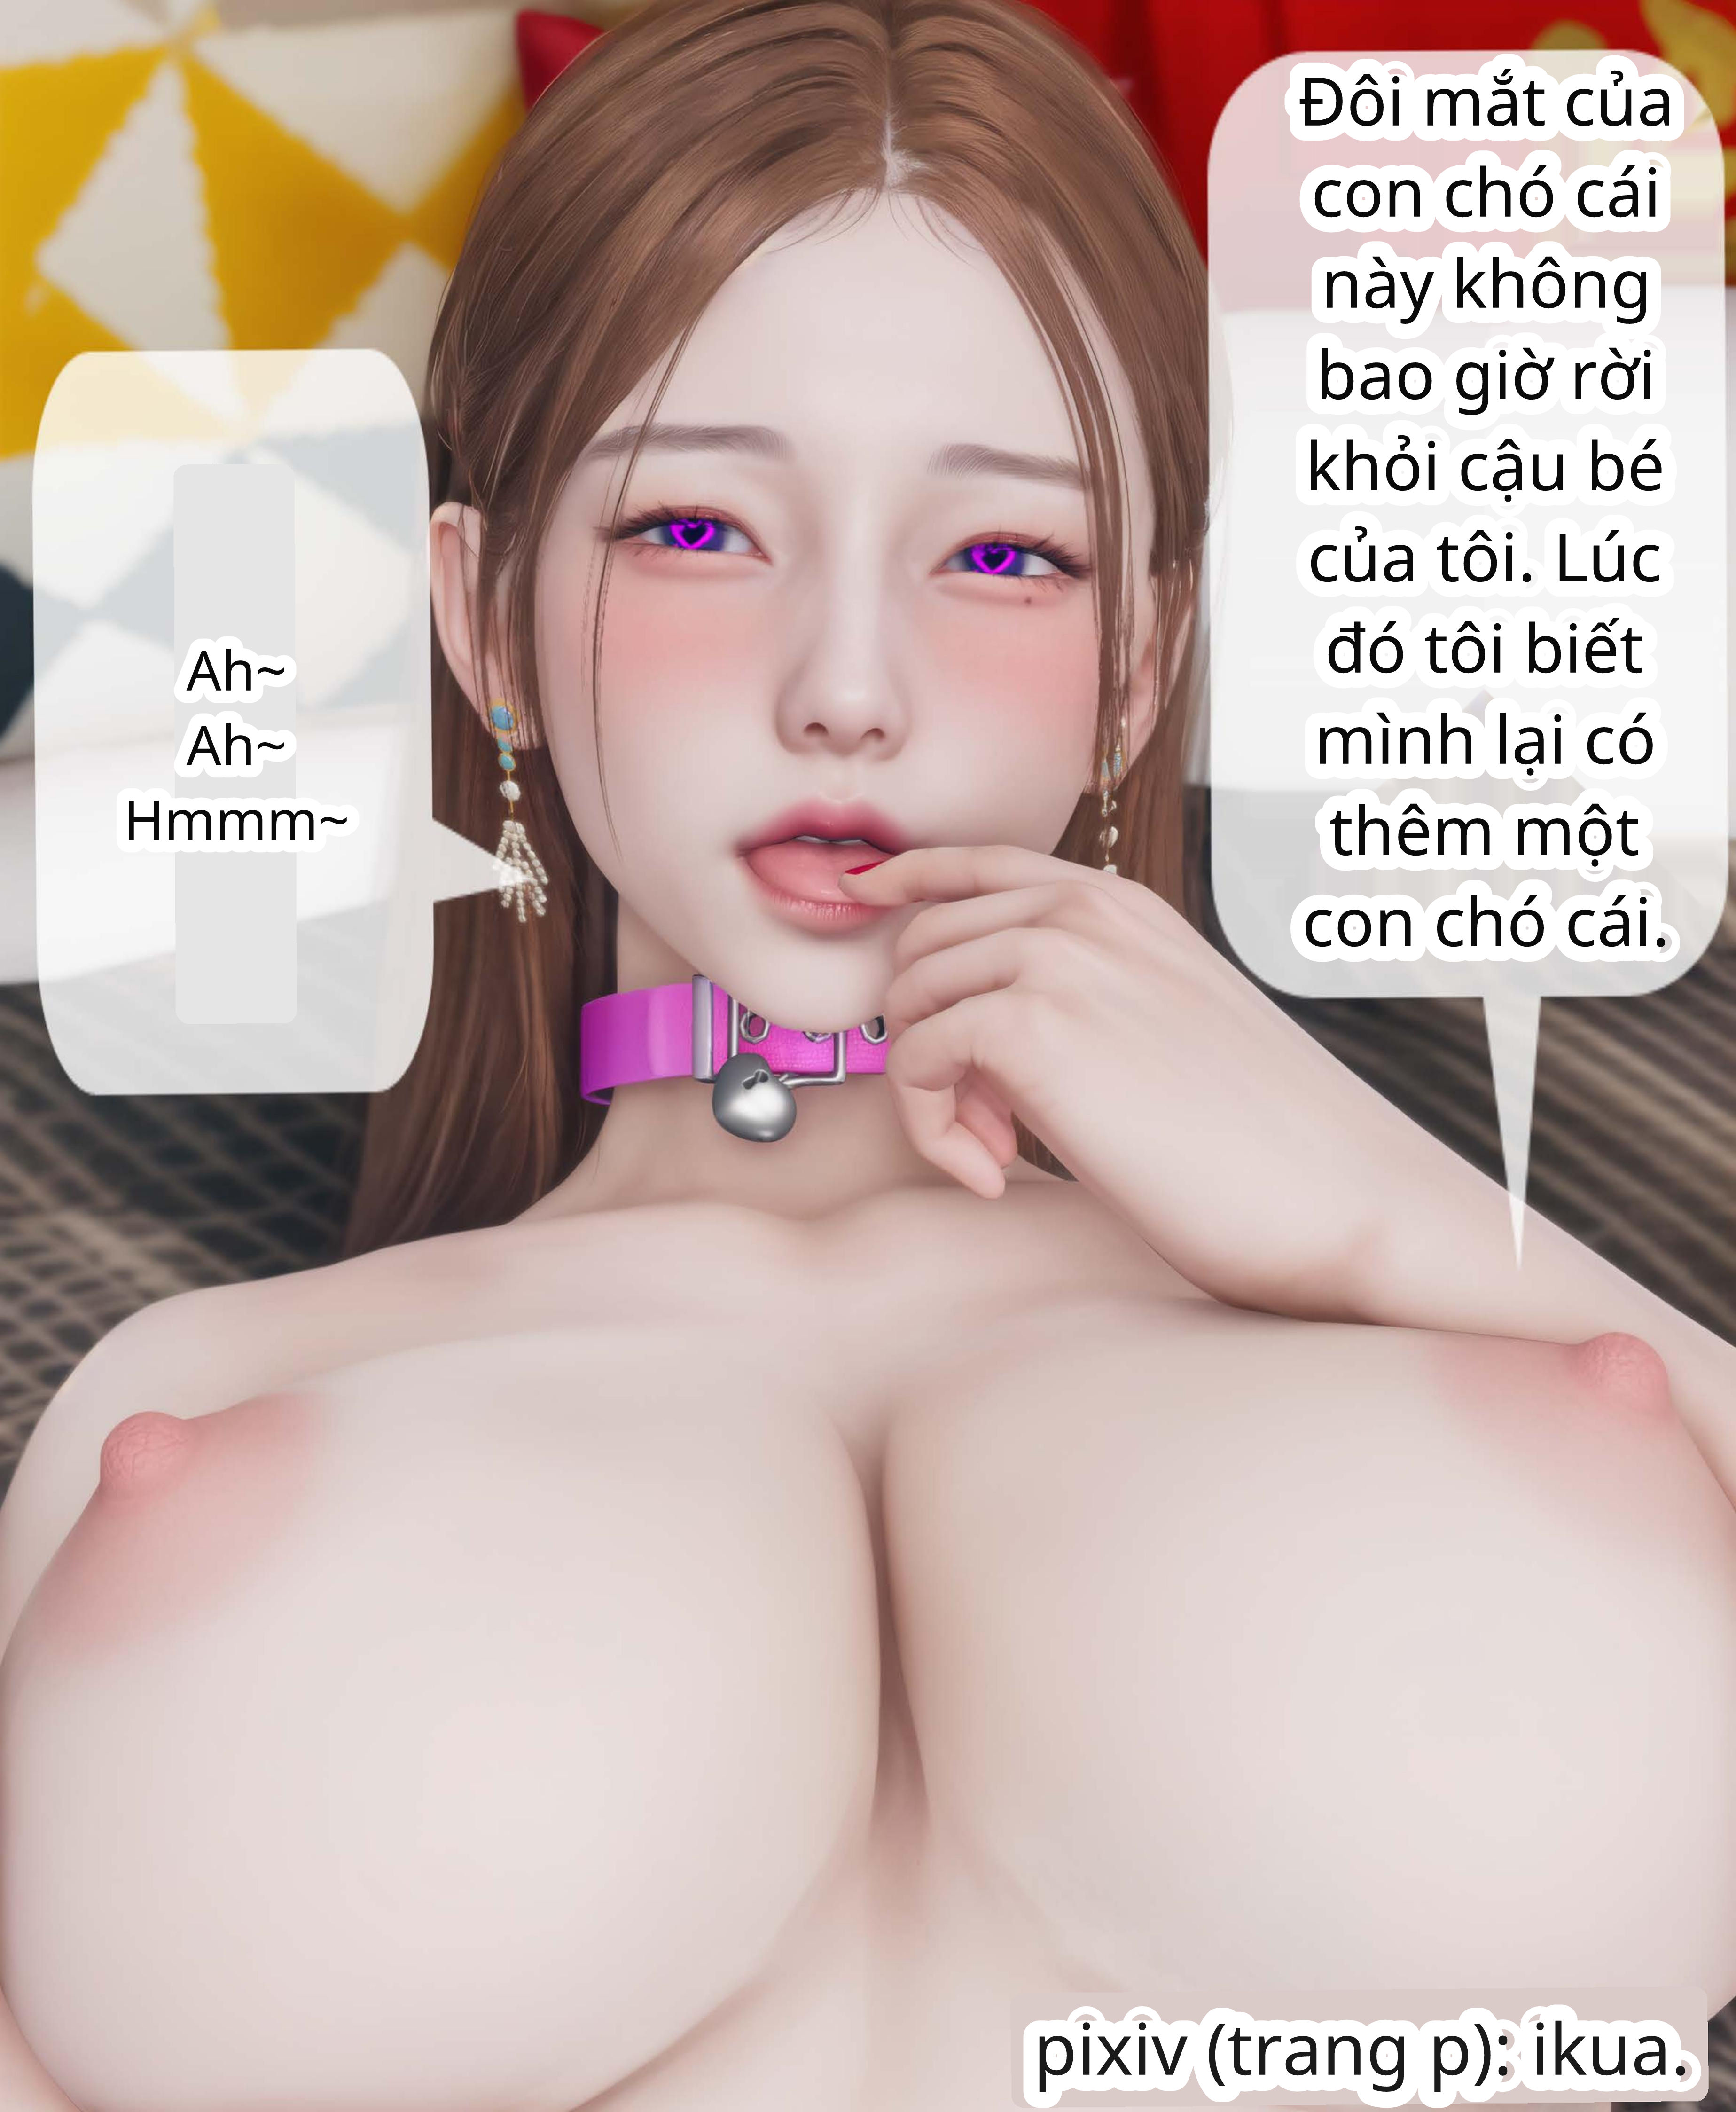 Đôi mắt của
con chó cái
này không
bao giờ rời
khỏi cậu bé
của tôi. Lúc
đó tôi biết
mình lại có
thêm một
con chó cái.
Ah~
Ah~
Hmmm~
pixiv (trang p): ikua.